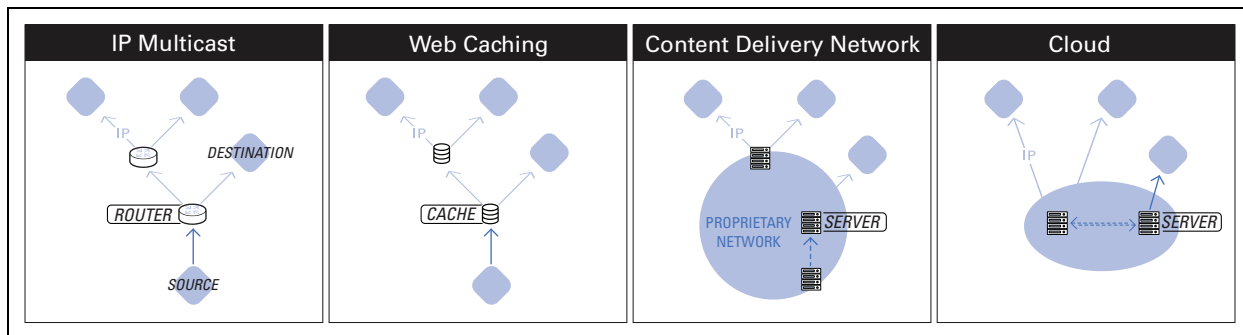 IP Multicast
IP
DESTINATION
ROUTER
SOURCE
Web Caching
IP
CACHE
Content Delivery Network
IP
PROPRIETARY
NETWORK
SERVER
Cloud
IP
SERVER